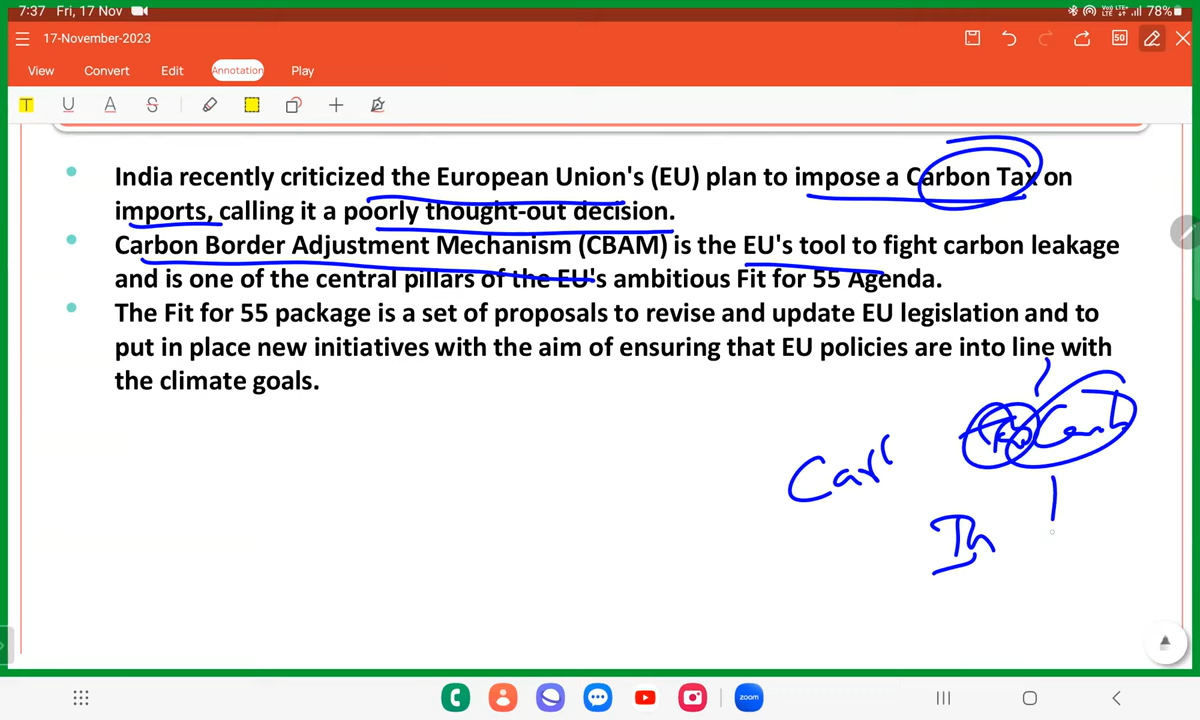 7:37 Fri, 17 Nov 78%
17-November-2023 50
View Convert Edit Annotation Play
T U A S
India recently criticized the European Union's (EU) plan to impose a Carbon Tax on
imports, calling it a poorly thought-out decision.
Carbon Border Adjustment Mechanism (CBAM) is the EU's tool to fight carbon leakage
and is one of the central pillars of the EU's ambitious Fit for 55 Agenda.
The Fit for 55 package is a set of proposals to revise and update EU legislation and to
put in place new initiatives with the aim of ensuring that EU policies are into line with
the climate goals.
zoom